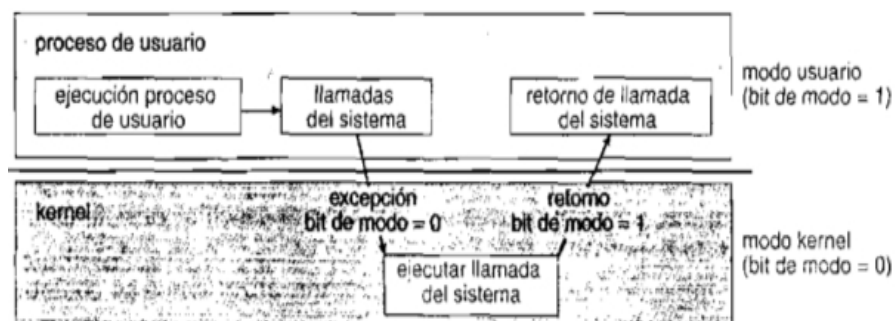 proceso de usuario
ejecución proceso
de usuario
llamadas
del sistema
retorno de llamada
del sistema
modo usuario
(bit de modo = 1)
kernel
excepción
bit de modo = 0
retorno
bit de modo = 1
ejecutar llamada
del sistema
modo kernel
(bit de modo = 0)